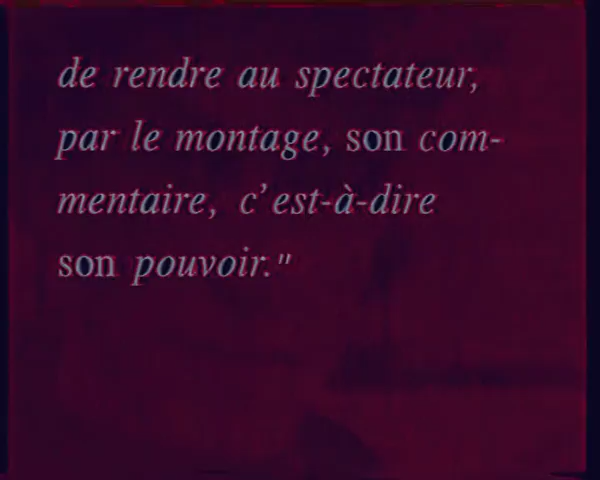 de rendre au spectateur,
par le montage, son com-
mentaire, c'est-à-dire
son pouvoir."